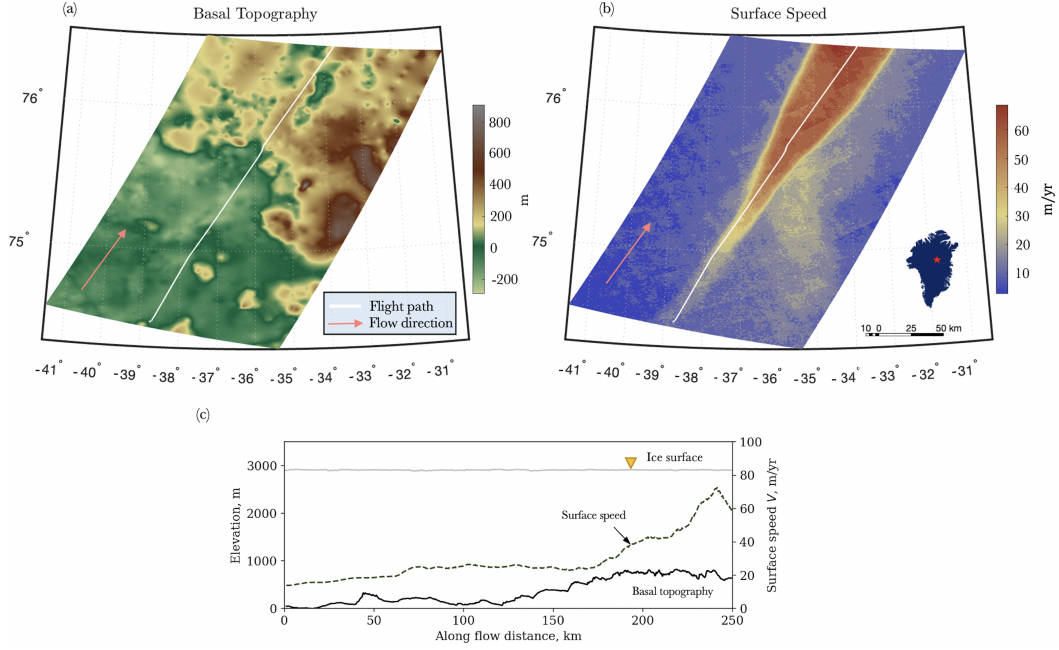 (a)
Basal Topography
(b)
Surface Speed
76°
75°
800
600
400
200
0
-200
m
Flight path
Flow direction
-41° -40° -39° -38° -37° -36° -35° -34° -33° -32° -31°
76°
75°
60
50
40
30
20
10
m/yr
10 0 25 50 km
-41° -40° -39° -38° -37° -36° -35° -34° -33° -32° -31°
(c)
Elevation, m
3000
2000
1000
0
Ice surface
Surface speed
Basal topography
100
80
60
40
20
0
Surface speed V, m/yr
0 50 100 150 200 250
Along flow distance, km